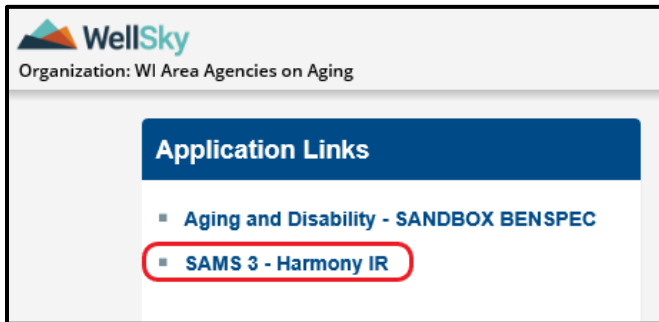 WellSky
Organization: WI Area Agencies on Aging
Application Links
Aging and Disability - SANDBOX BENSPEC
SAMS 3 - Harmony IR